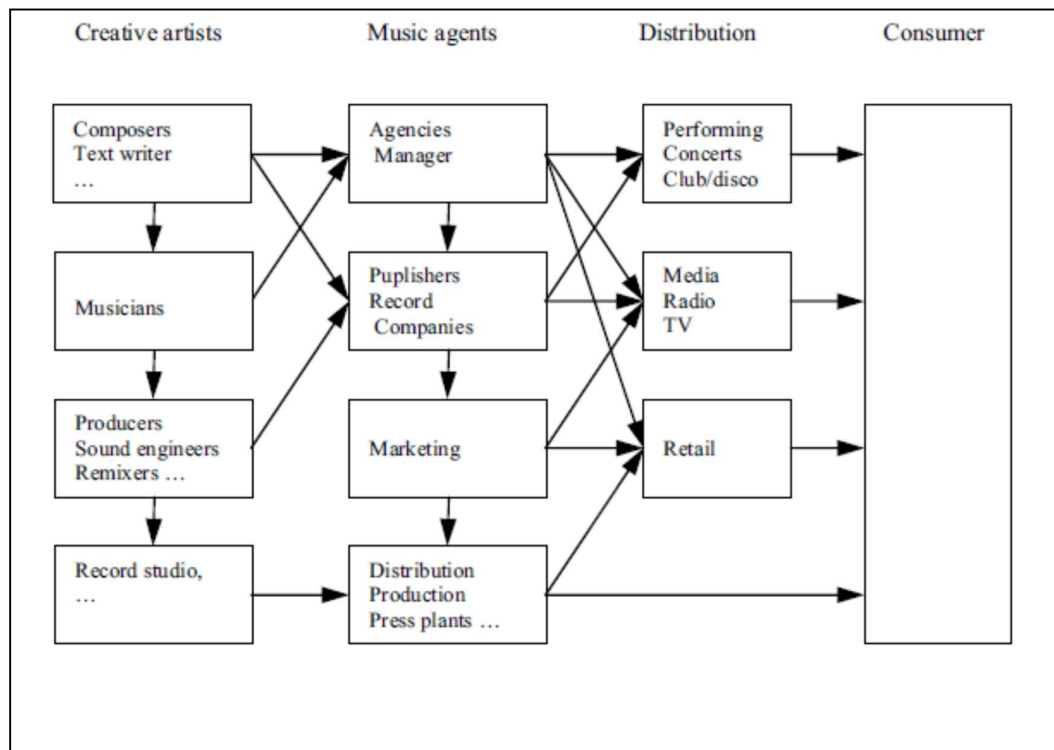 Creative artists
Music agents
Distribution
Consumer
Composers
Text writer
…
Agencies
Manager
Performing
Concerts
Club/disco
Musicians
Puplishers
Record
Companies
Media
Radio
TV
Producers
Sound engineers
Remixers …
Marketing
Retail
Record studio,
…
Distribution
Production
Press plants …